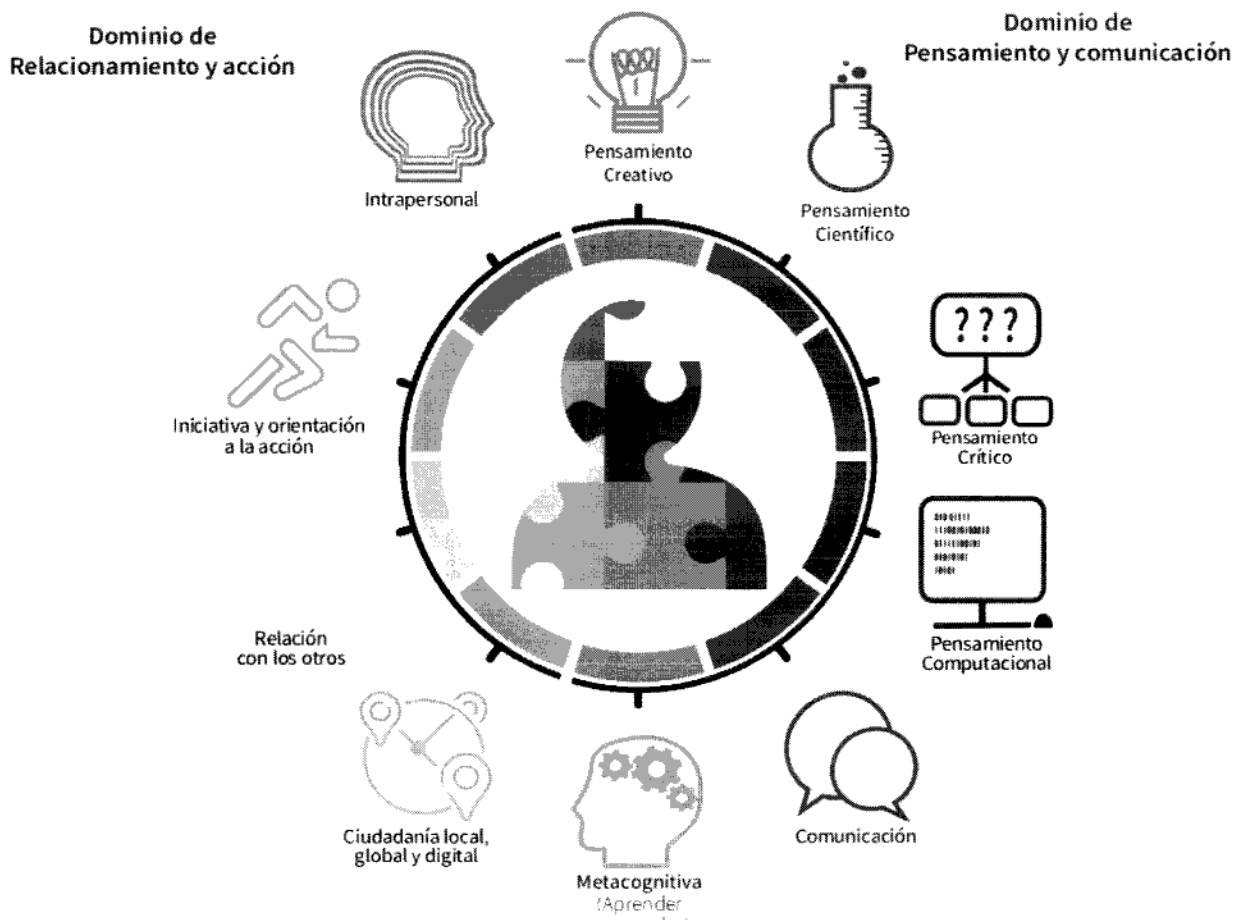 Dominio de
Relacionamiento y acción
Dominio de
Pensamiento y comunicación
Pensamiento
Creativo
Intrapersonal
Pensamiento
Científico
???
Iniciativa y orientación
a la acción
Pensamiento
Crítico
Relación
con los otros
Pensamiento
Computacional
Ciudadanía local,
global y digital
Comunicación
Metacognitiva
(Aprender